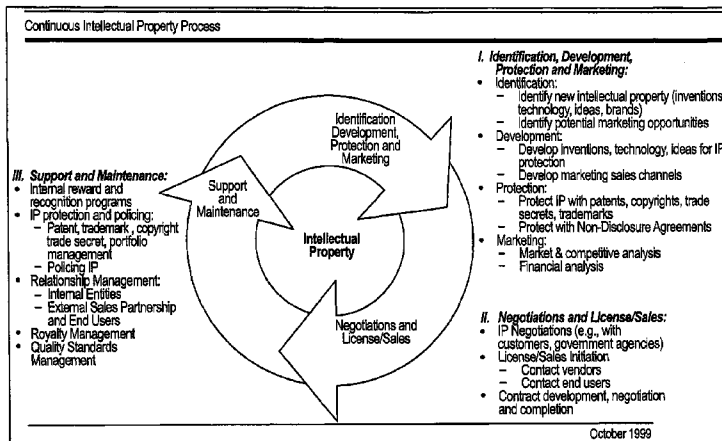 Continuous Intellectual Property Process
I. Identification, Development,
Protection and Marketing:
• Identification:
– Identify new intellectual property (inventions
technology, ideas, brands)
– Identify potential marketing opportunities
• Development:
– Develop inventions, technology, ideas for IP
protection
– Develop marketing sales channels
• Protection:
– Protect IP with patents, copyrights, trade
secrets, trademarks
– Protect with Non-Disclosure Agreements
• Marketing:
– Market & competitive analysis
– Financial analysis
II. Negotiations and License/Sales:
• IP Negotiations (e.g., with
customers, government agencies)
• License/Sales Initiation
– Contact vendors
– Contact end users
• Contract development, negotiation
and completion
III. Support and Maintenance:
• Internal reward and
recognition programs
• IP protection and policing:
– Patent, trademark, copyright
trade secret, portfolio
management
– Policing IP
• Relationship Management:
– Internal Entities
– External Sales Partnership
and End Users
• Royalty Management
• Quality Standards
Management
Identification
Development,
Protection and
Marketing
Support and
Maintenance
Intellectual
Property
Negotiations and
License/Sales
October 1999